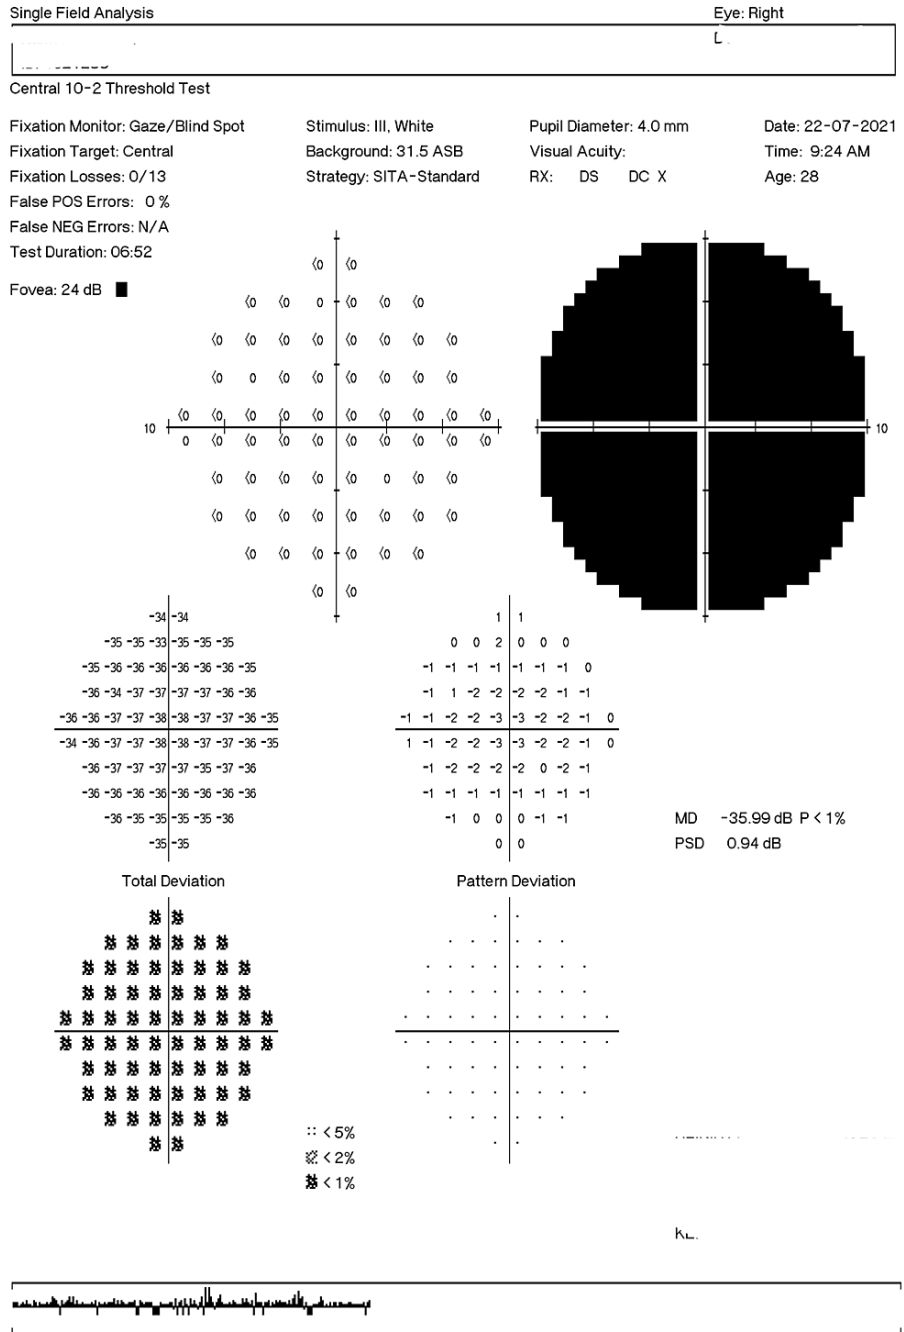 Single Field Analysis Eye: Right
Central 10-2 Threshold Test
Fixation Monitor: Gaze/Blind Spot Stimulus: III, White Pupil Diameter: 4.0 mm Date: 22-07-2021
Fixation Target: Central Background: 31.5 ASB Visual Acuity: Time: 9:24 AM
Fixation Losses: 0/13 Strategy: SITA-Standard RX: DS DC X Age: 28
False POS Errors: 0 %
False NEG Errors: N/A
Test Duration: 06:52
Fovea: 24 dB
<0 <0
<0 <0 0 <0 <0 <0
<0 <0 <0 <0 <0 <0 <0 <0
<0 0 <0 <0 <0 <0 <0 <0
<0 <0 <0 <0 <0 <0 <0 <0 <0 <0
10 10
0 <0 <0 <0 <0 <0 <0 <0 <0 <0
<0 <0 <0 <0 <0 0 <0 <0
<0 <0 <0 <0 <0 <0 <0 <0
<0 <0 <0 <0 <0 <0
<0 <0
-34 -34 1 1
-35 -35 -33 -35 -35 -35 0 0 2 0 0 0
-35 -36 -36 -36 -36 -36 -36 -35 -1 -1 -1 -1 -1 -1 -1 0
-36 -34 -37 -37 -37 -37 -36 -36 -1 1 -2 -2 -2 -2 -1 -1
-36 -36 -37 -37 -38 -38 -37 -37 -36 -35 -1 -1 -2 -2 -3 -3 -2 -2 -1 0
-34 -36 -37 -37 -38 -38 -37 -37 -36 -35 1 -1 -2 -2 -3 -3 -2 -2 -1 0
-36 -37 -37 -37 -37 -35 -37 -36 -1 -2 -2 -2 -2 0 -2 -1
-36 -36 -36 -36 -36 -36 -36 -36 -1 -1 -1 -1 -1 -1 -1 -1
-36 -36 -35 -35 -35 -36 -1 0 0 0 -1 -1
-35 -35 0 0
MD -35.99 dB P < 1%
PSD 0.94 dB
Total Deviation Pattern Deviation
< 5%
< 2%
< 1%